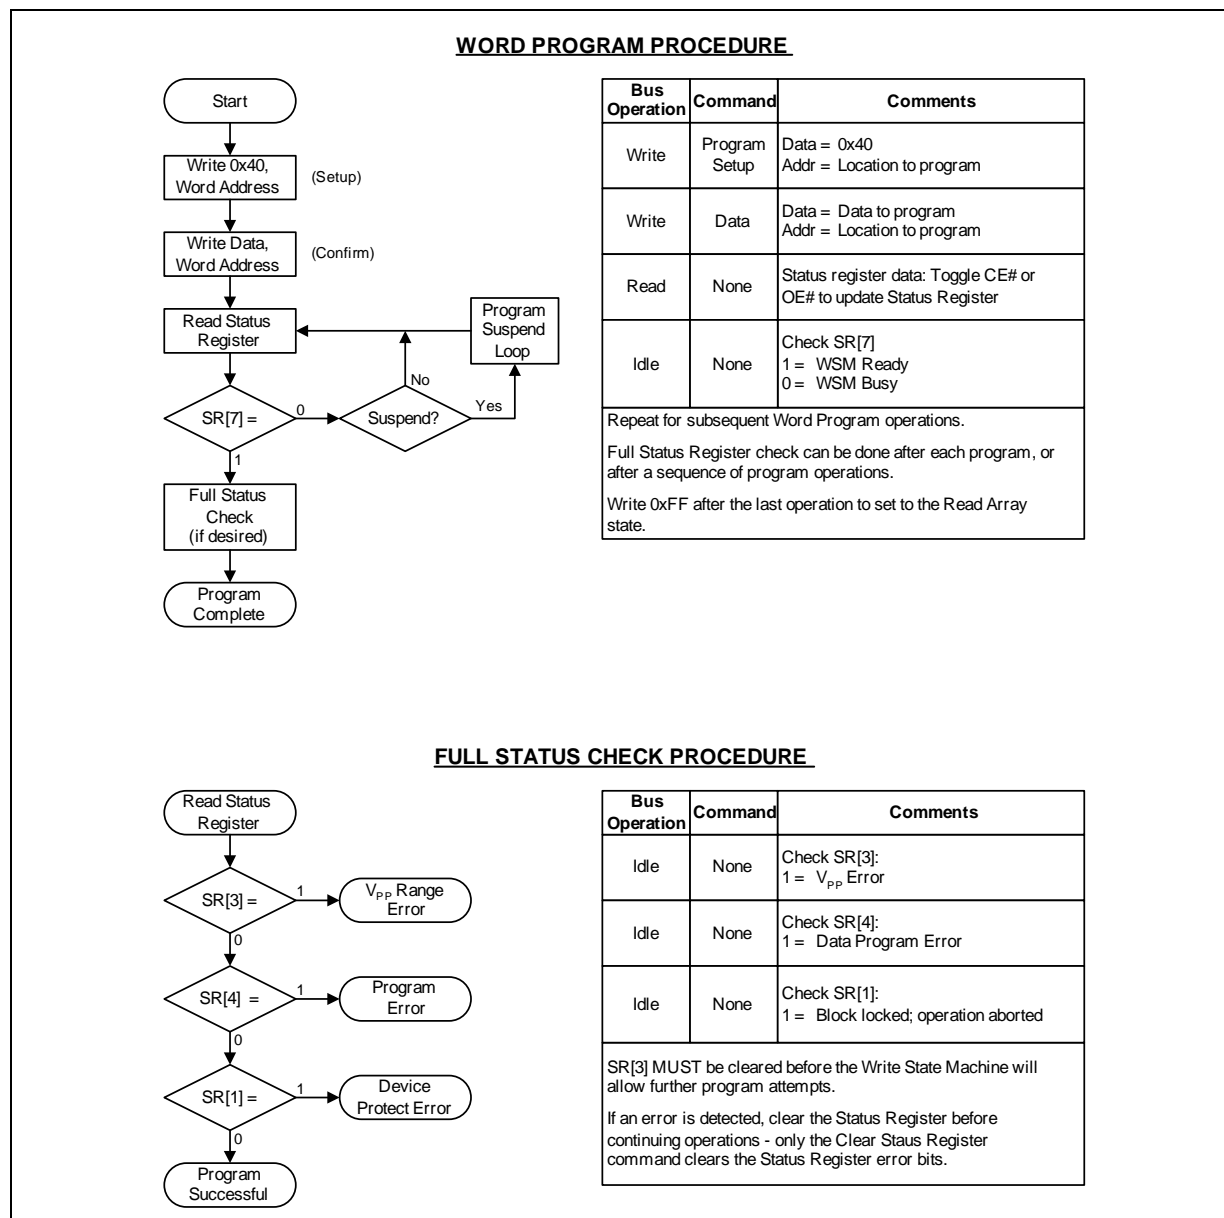 WORD PROGRAM PROCEDURE
Start
Write 0x40,
Word Address
(Setup)
Write Data,
Word Address
(Confirm)
Read Status
Register
Program
Suspend
Loop
No
Yes
SR[7] =
0
Suspend?
1
Full Status
Check
(if desired)
Program
Complete
Bus
Operation
Command
Comments
Write
Program
Setup
Data = 0x40
Addr = Location to program
Write
Data
Data = Data to program
Addr = Location to program
Read
None
Status register data: Toggle CE# or
OE# to update Status Register
Idle
None
Check SR[7]
1 = WSM Ready
0 = WSM Busy
Repeat for subsequent Word Program operations.
Full Status Register check can be done after each program, or
after a sequence of program operations.
Write 0xFF after the last operation to set to the Read Array
state.
FULL STATUS CHECK PROCEDURE
Read Status
Register
SR[3] =
1
VPP Range
Error
0
SR[4] =
1
Program
Error
0
SR[1] =
1
Device
Protect Error
0
Program
Successful
Bus
Operation
Command
Comments
Idle
None
Check SR[3]:
1 = VPP Error
Idle
None
Check SR[4]:
1 = Data Program Error
Idle
None
Check SR[1]:
1 = Block locked; operation aborted
SR[3] MUST be cleared before the Write State Machine will
allow further program attempts.
If an error is detected, clear the Status Register before
continuing operations - only the Clear Staus Register
command clears the Status Register error bits.